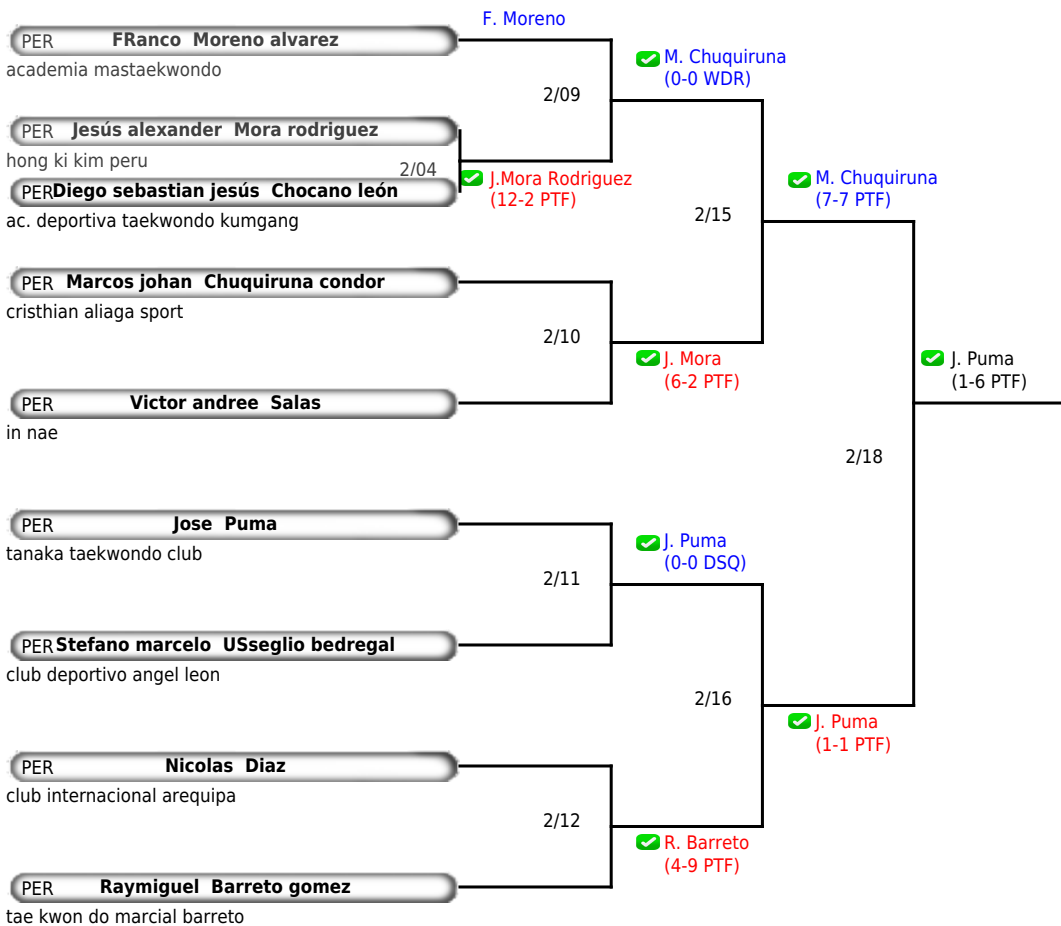 F. Moreno
PER FRanco Moreno alvarez
academia mastaekwondo
M. Chuquiruna
(0-0 WDR)
2/09
PER Jesús alexander Mora rodriguez
hong ki kim peru
2/04
J.Mora Rodriguez
(12-2 PTF)
PER Diego sebastian jesús Chocano león
ac. deportiva taekwondo kumgang
M. Chuquiruna
(7-7 PTF)
2/15
PER Marcos johan Chuquiruna condor
cristhian aliaga sport
2/10
J. Mora
(6-2 PTF)
J. Puma
(1-6 PTF)
PER Victor andree Salas
in nae
2/18
PER Jose Puma
tanaka taekwondo club
J. Puma
(0-0 DSQ)
2/11
PER Stefano marcelo USseglio bedregal
club deportivo angel leon
2/16
J. Puma
(1-1 PTF)
PER Nicolas Diaz
club internacional arequipa
2/12
R. Barreto
(4-9 PTF)
PER Raymiguel Barreto gomez
tae kwon do marcial barreto